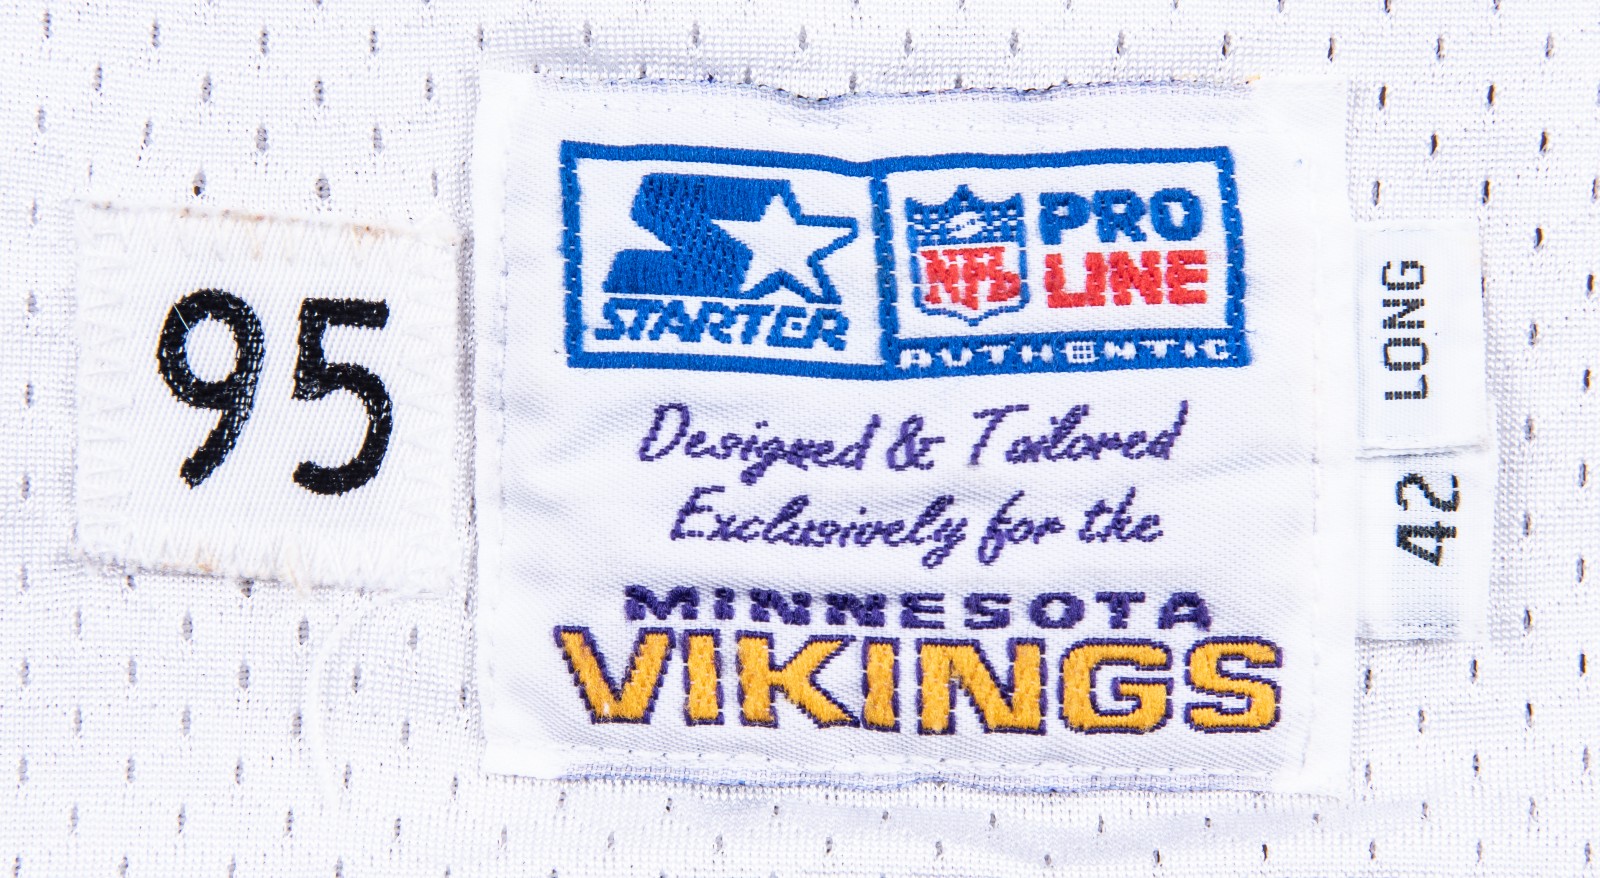 95
STARTER
NFL
PRO
LINE
AUTHENTIC
Designed & Tailored
Exclusively for the
MINNESOTA
VIKINGS
LONG
42